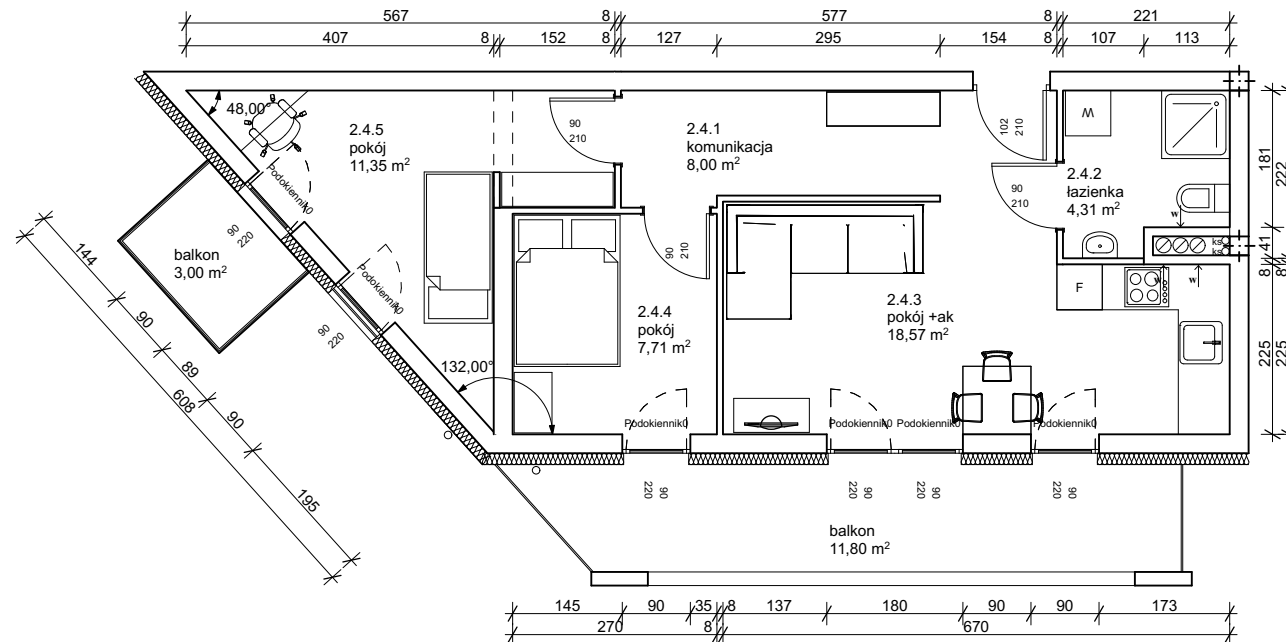 567 8 577 8 221
407 8 152 8 127 295 154 8 107 113
48,00°
2.4.5
pokój
11,35 m²
90
210
2.4.1
komunikacja
8,00 m²
102
210
W
2.4.2
łazienka
4,31 m²
90
210
w
181
222
41
8
8
225
225
ks
ks
w
w
F
Podokiennik0
Podokiennik0
90
220
90
220
balkon
3,00 m²
144
90
89
90
195
608
132,00°
90
210
2.4.4
pokój
7,71 m²
2.4.3
pokój +ak
18,57 m²
Podokiennik0 Podokiennik0 Podokiennik0 Podokiennik0
220 90 220 90 220 90 220 90
balkon
11,80 m²
145 90 35 8 137 180 90 90 173
270 8 670